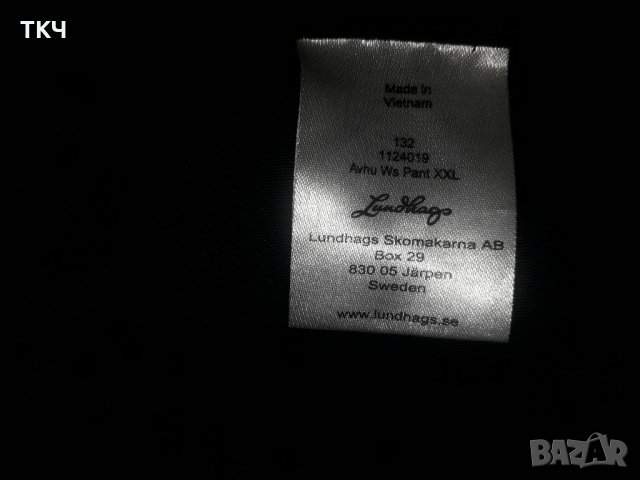 ТКЧ
Made in
Vietnam
132
1124019
Avhu Ws Pant XXL
Lundhags
Lundhags Skomakarna AB
Box 29
830 05 Järpen
Sweden
www.lundhags.se
BAZAR